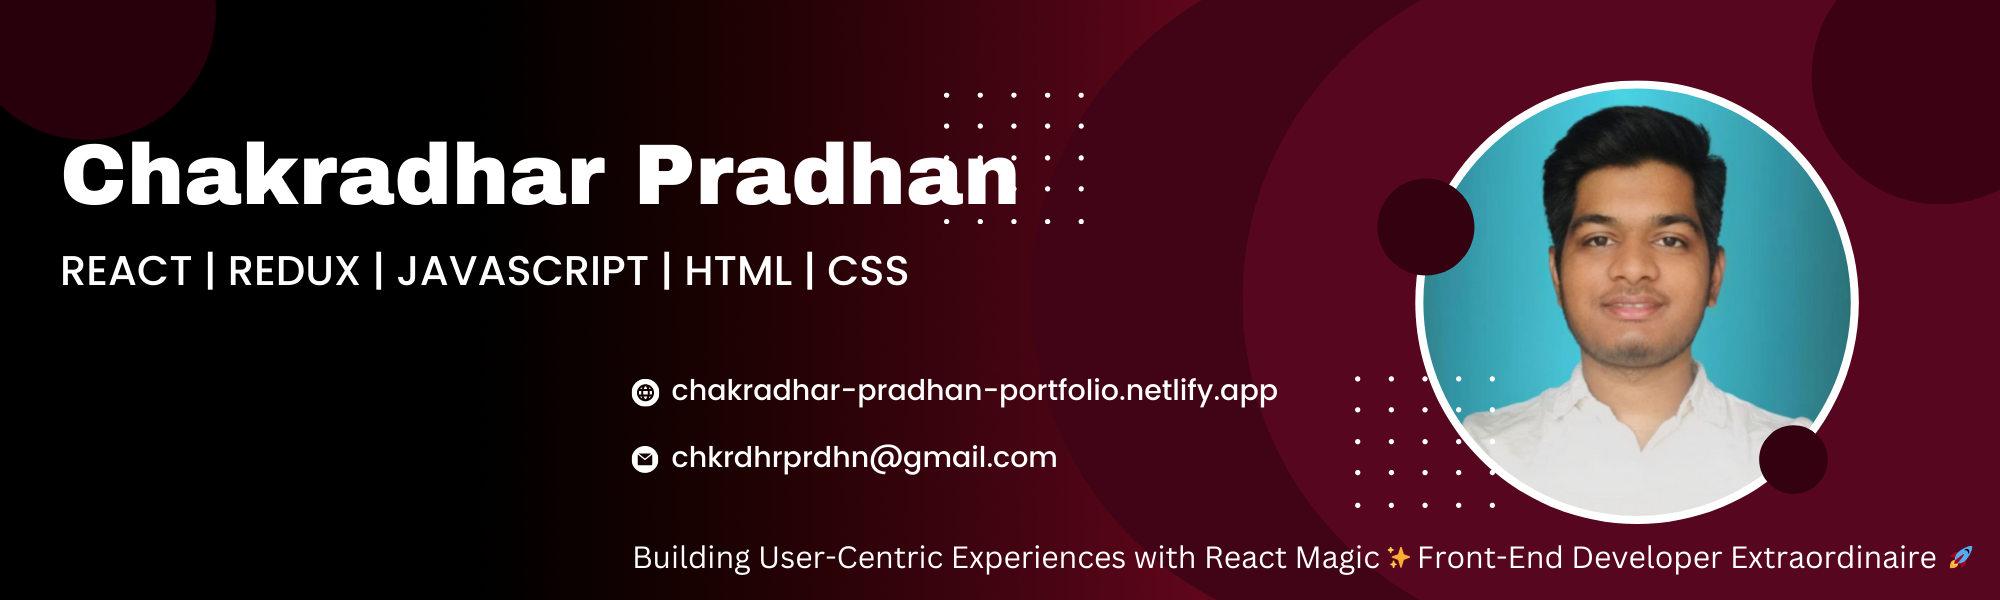 Chakradhar Pradhan
REACT | REDUX | JAVASCRIPT | HTML | CSS
chakradhar-pradhan-portfolio.netlify.app
chkrdhrprdhn@gmail.com
Building User-Centric Experiences with React Magic ✨ Front-End Developer Extraordinaire 🚀